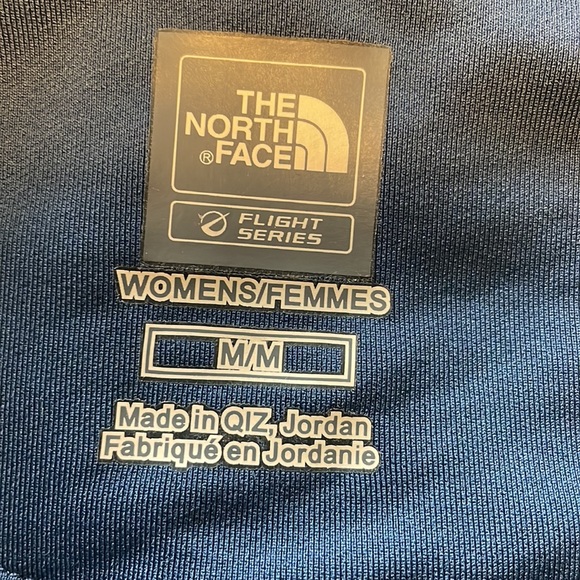 THE
NORTH
® FACE
FLIGHT
SERIES
WOMENS/FEMMES
M/M
Made in QIZ, Jordan
Fabriqué en Jordanie